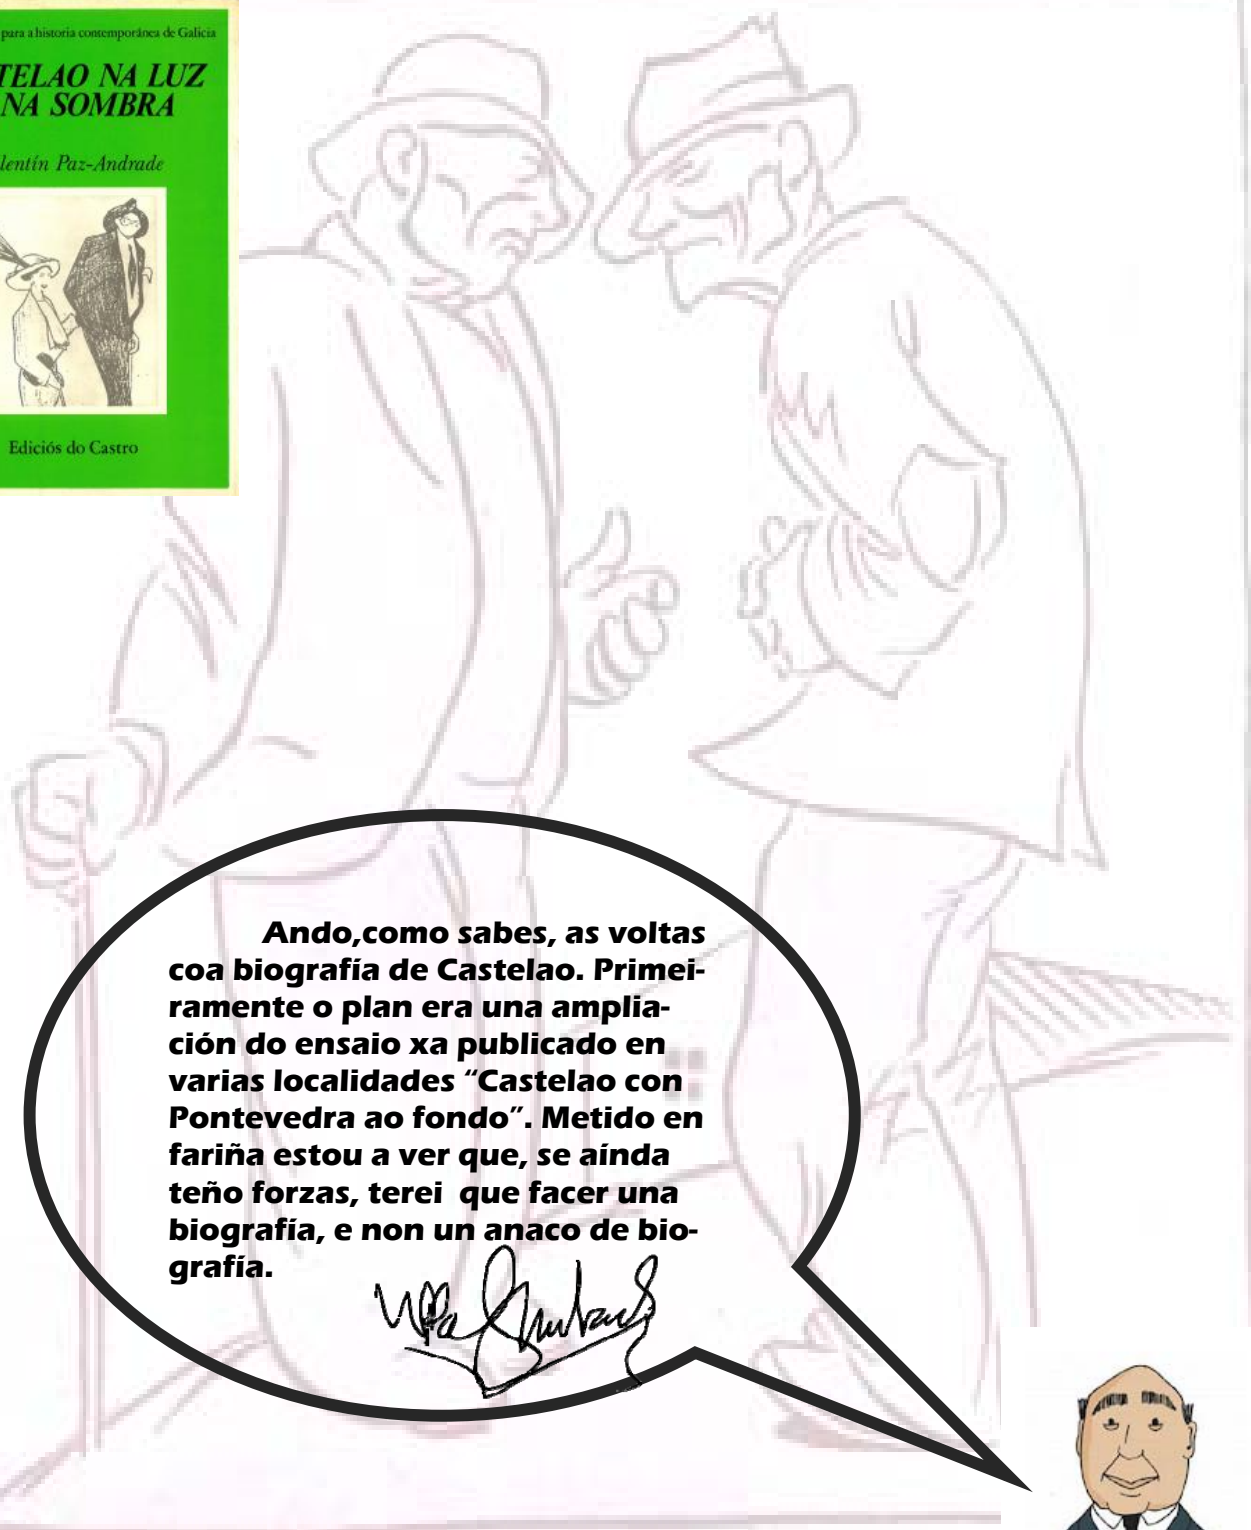 para a historia contemporánea de Galicia
TELAO NA LUZ
NA SOMBRA
lentín Paz-Andrade
Ediciós do Castro
Ando,como sabes, as voltas
coa biografía de Castelao. Primei-
ramente o plan era una amplia-
ción do ensaio xa publicado en
varias localidades “Castelao con
Pontevedra ao fondo”. Metido en
fariña estou a ver que, se aínda
teño forzas, terei que facer una
biografía, e non un anaco de bio-
grafía.